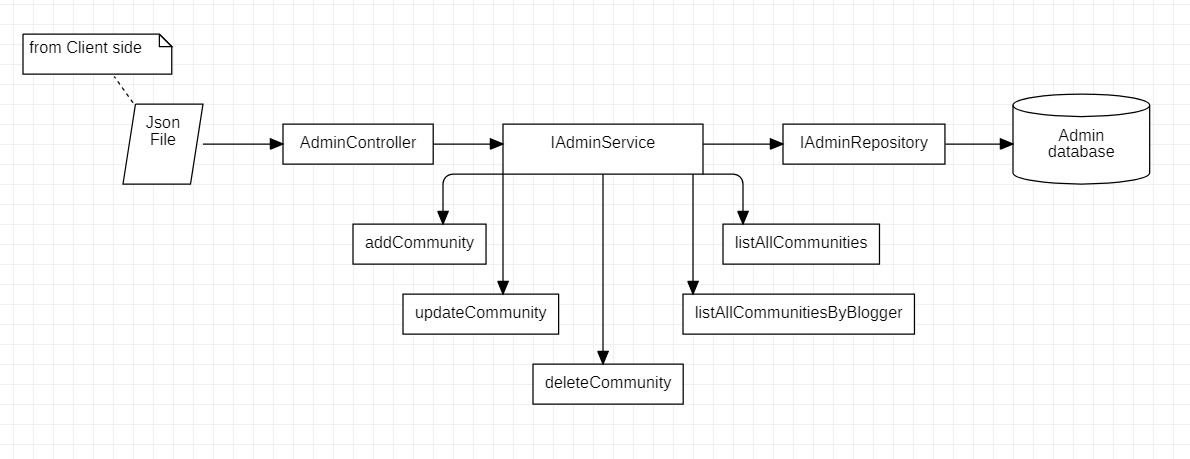 from Client side
Json
File
AdminController
IAdminService
IAdminRepository
Admin
database
addCommunity
listAllCommunities
updateCommunity
listAllCommunitiesByBlogger
deleteCommunity